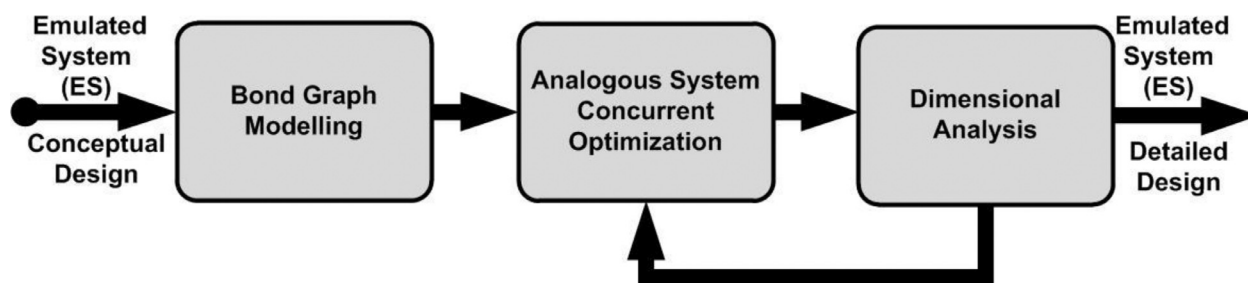 Emulated
System
(ES)
Conceptual
Design
Bond Graph
Modelling
Analogous System
Concurrent
Optimization
Dimensional
Analysis
Emulated
System
(ES)
Detailed
Design